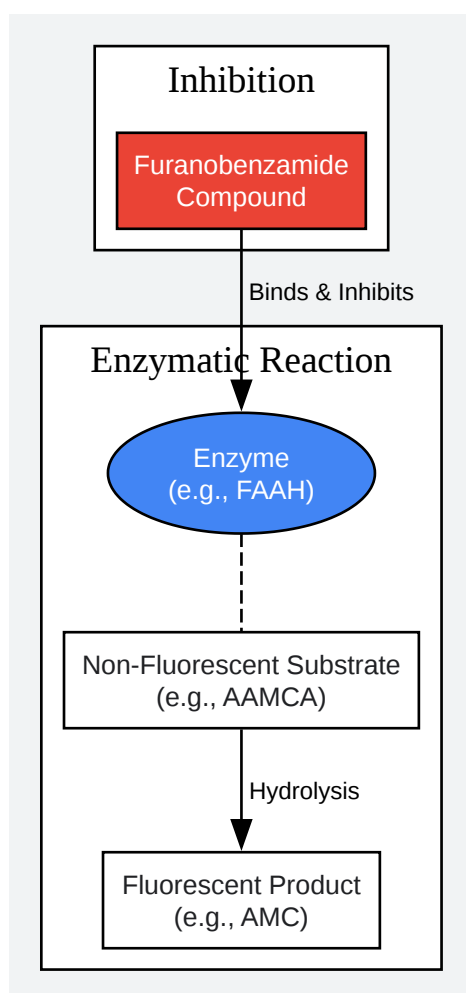 Inhibition
Furanobenzamide
Compound
Binds & Inhibits
Enzymatic Reaction
Enzyme
(e.g., FAAH)
Non-Fluorescent Substrate
(e.g., AAMCA)
Hydrolysis
Fluorescent Product
(e.g., AMC)